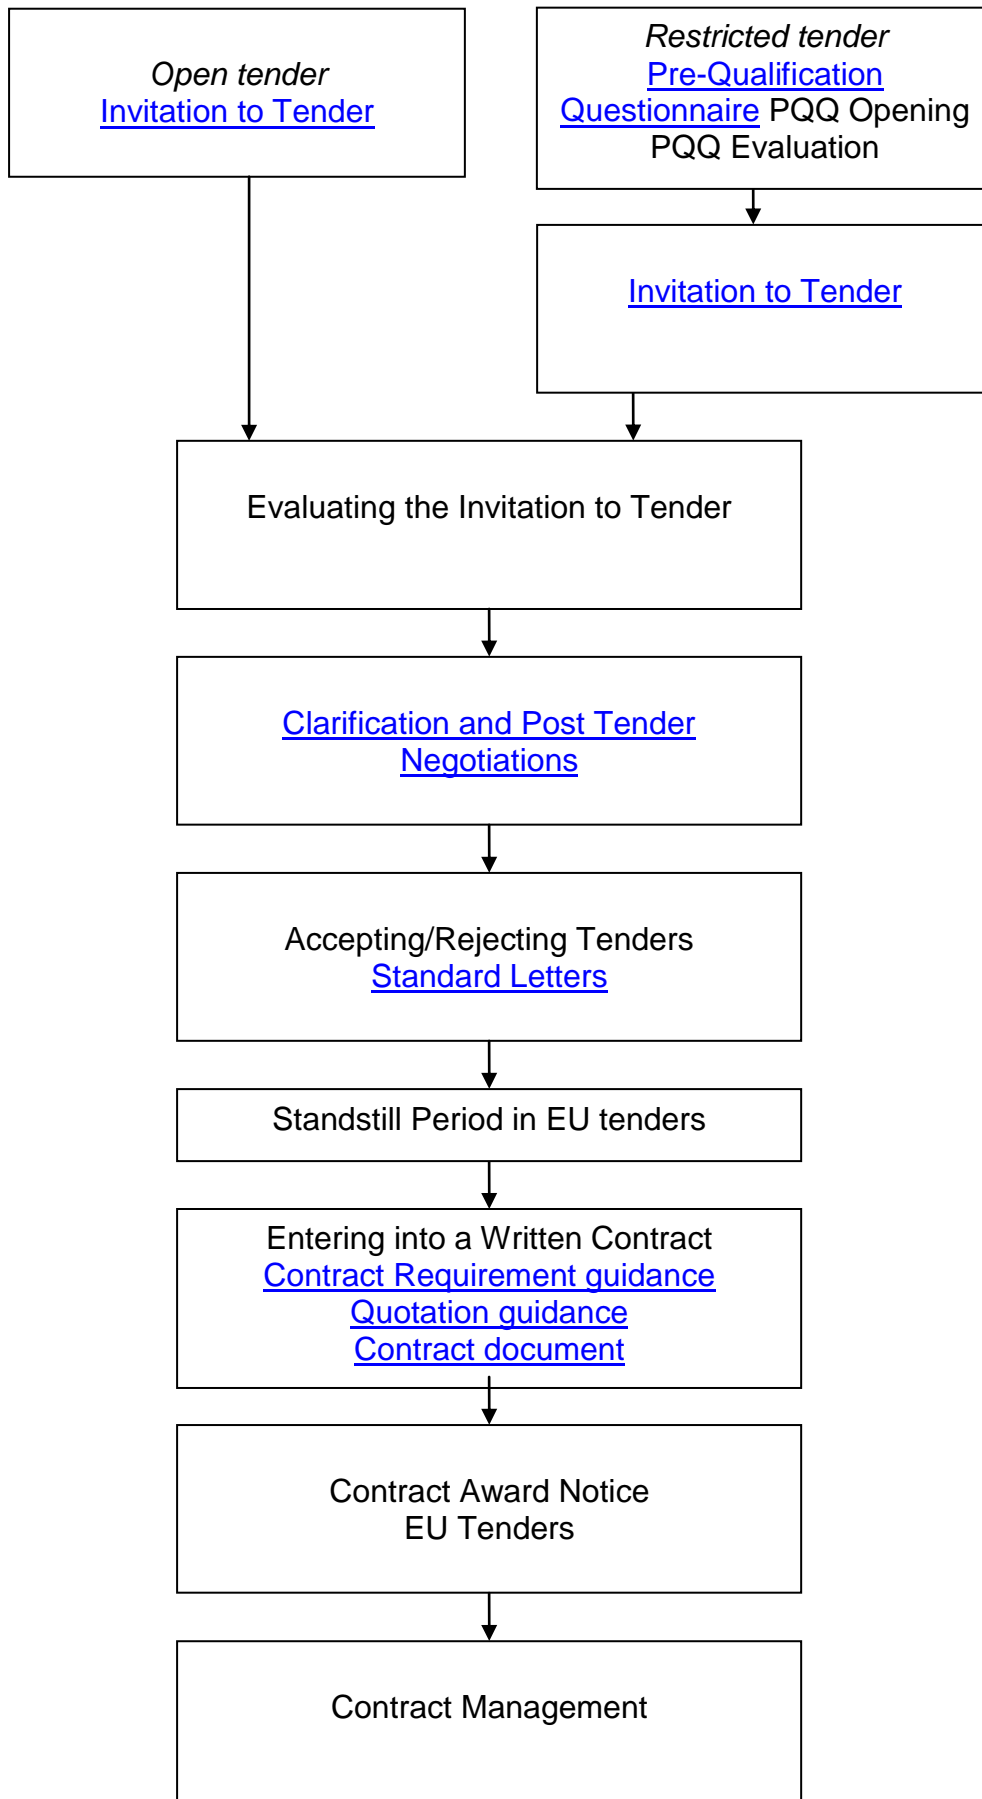 Open tender
Invitation to Tender
Restricted tender
Pre-Qualification
Questionnaire PQQ Opening
PQQ Evaluation
Invitation to Tender
Evaluating the Invitation to Tender
Clarification and Post Tender
Negotiations
Accepting/Rejecting Tenders
Standard Letters
Standstill Period in EU tenders
Entering into a Written Contract
Contract Requirement guidance
Quotation guidance
Contract document
Contract Award Notice
EU Tenders
Contract Management